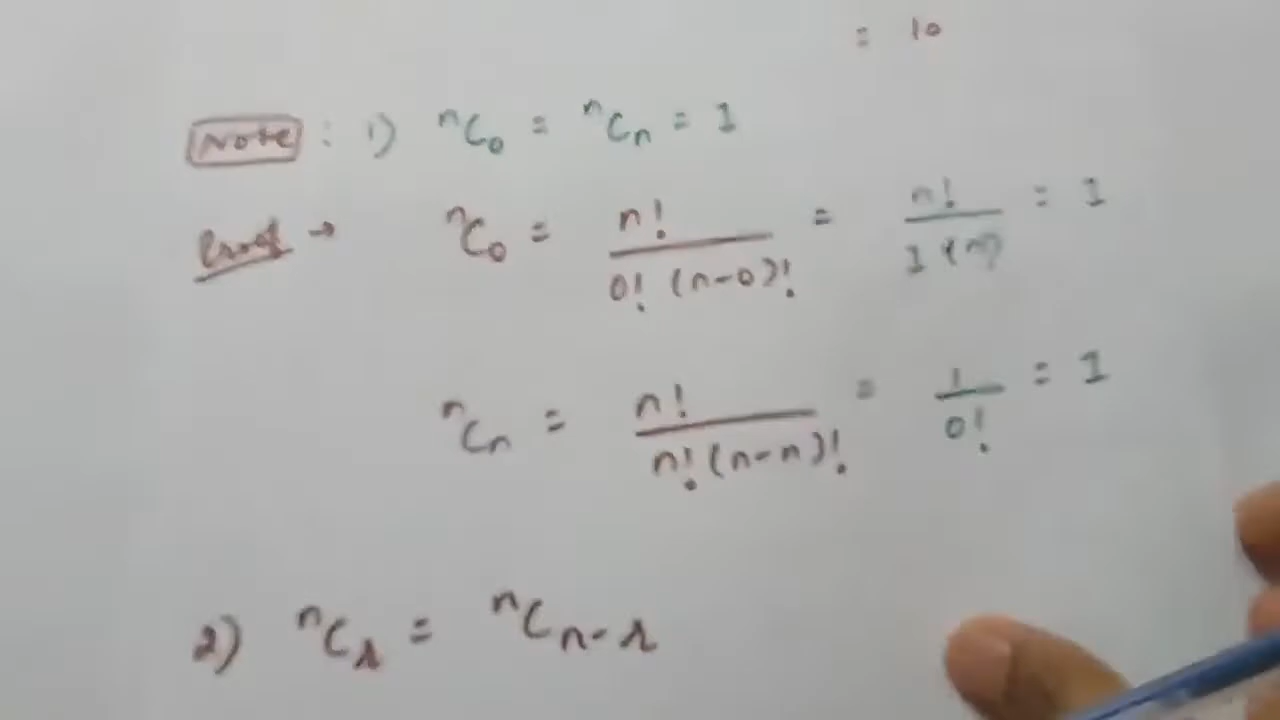 = 10
Note : 1) ⁿC₀ = ⁿCₙ = 1
Proof → ⁿC₀ = n! / 0! (n-0)! = n! / 1 (n) = 1
ⁿCₙ = n! / n! (n-n)! = 1 / 0! = 1
2) ⁿCᵣ = ⁿCₙ₋ᵣ